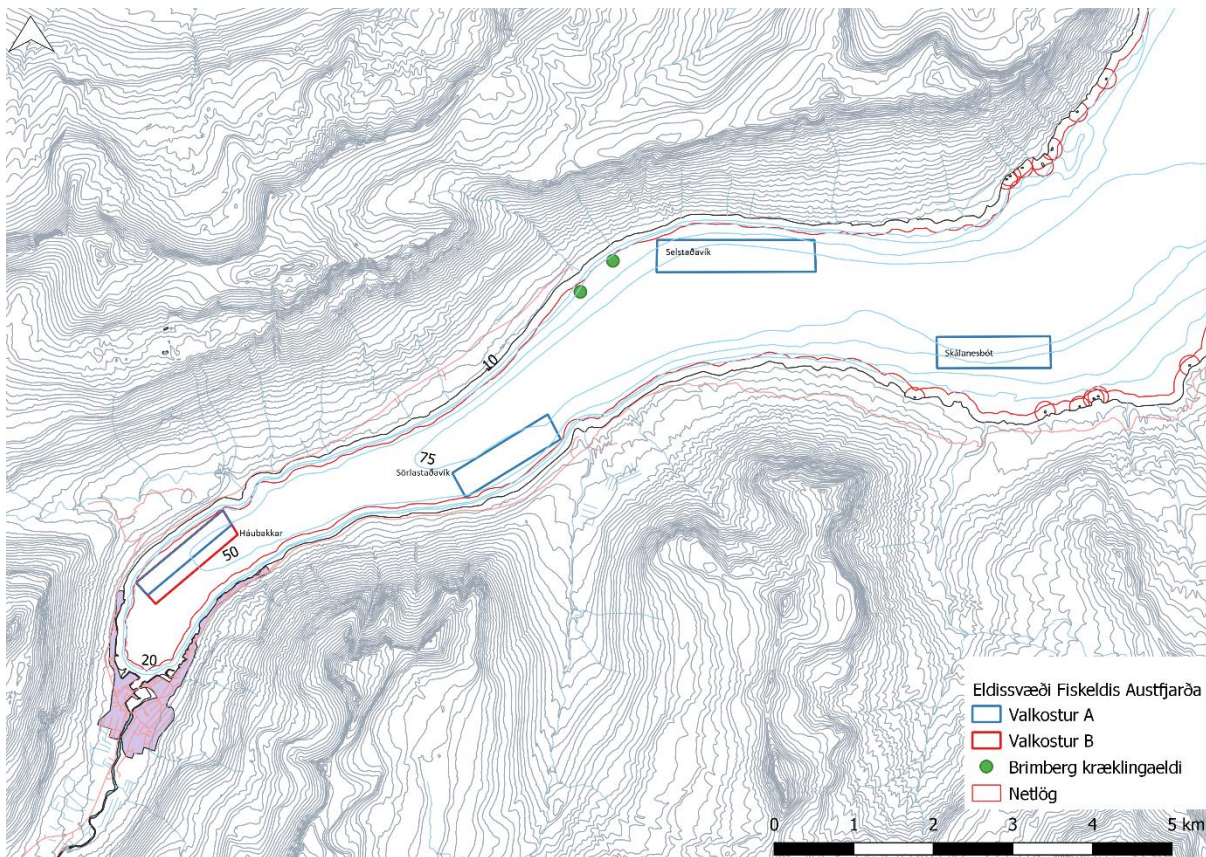 Selstaðavík
Skálanesbót
10
75
Sörlastaðavík
Háubakkar
50
20
Eldissvæði Fiskeldis Austfjarða
Valkostur A
Valkostur B
Brimberg kræklingaeldi
Netlög
0 1 2 3 4 5 km